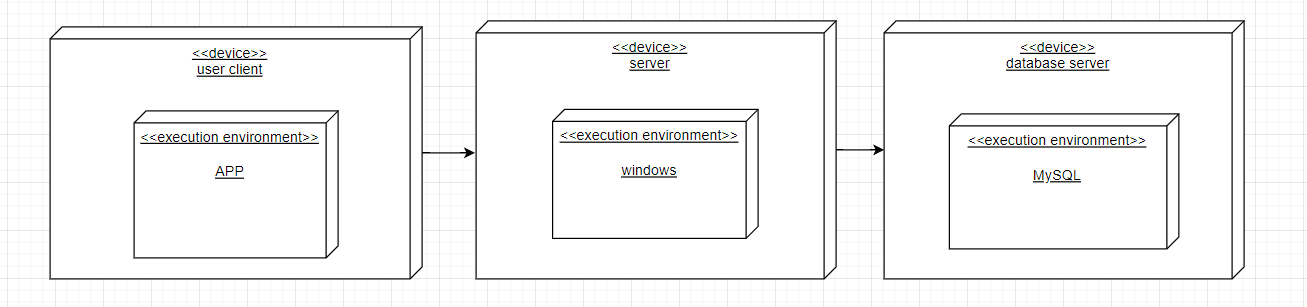 <<device>>
user client
<<execution environment>>
APP
<<device>>
server
<<execution environment>>
windows
<<device>>
database server
<<execution environment>>
MySQL